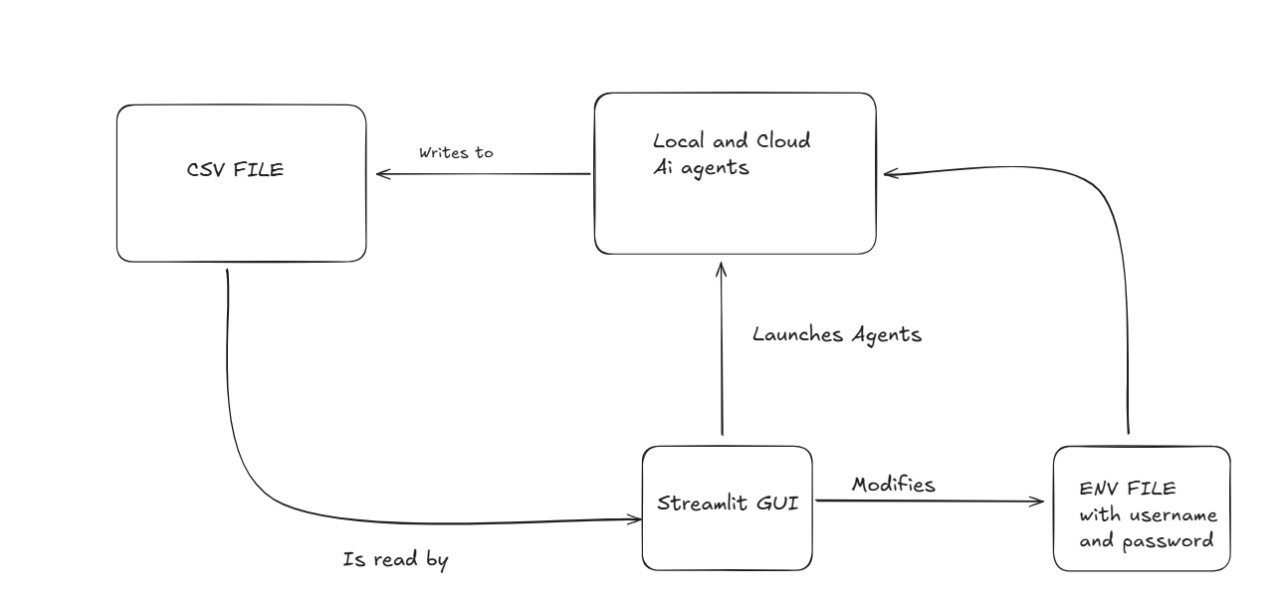 Writes to
CSV FILE
Local and Cloud
Ai agents
Launches Agents
Streamlit GUI
Modifies
ENV FILE
with username
and password
Is read by